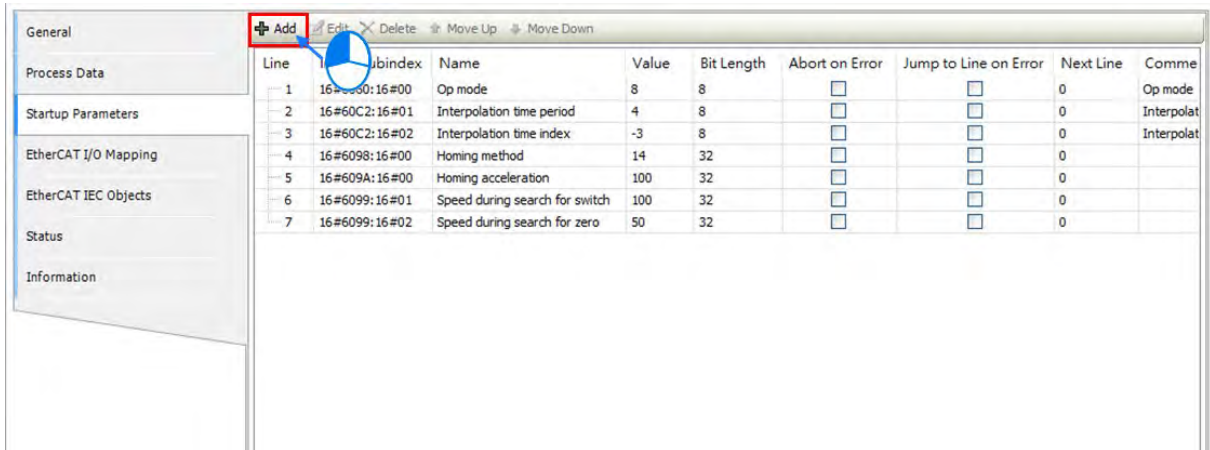 General
Process Data
Startup Parameters
EtherCAT I/O Mapping
EtherCAT IEC Objects
Status
Information
Add Edit Delete Move Up Move Down
Line ubindex Name Value Bit Length Abort on Error Jump to Line on Error Next Line Comme
1 16# 60:16#00 Op mode 8 8 0 Op mode
2 16#60C2:16#01 Interpolation time period 4 8 0 Interpolat
3 16#60C2:16#02 Interpolation time index -3 8 0 Interpolat
4 16#6098:16#00 Homing method 14 32 0
5 16#609A:16#00 Homing acceleration 100 32 0
6 16#6099:16#01 Speed during search for switch 100 32 0
7 16#6099:16#02 Speed during search for zero 50 32 0